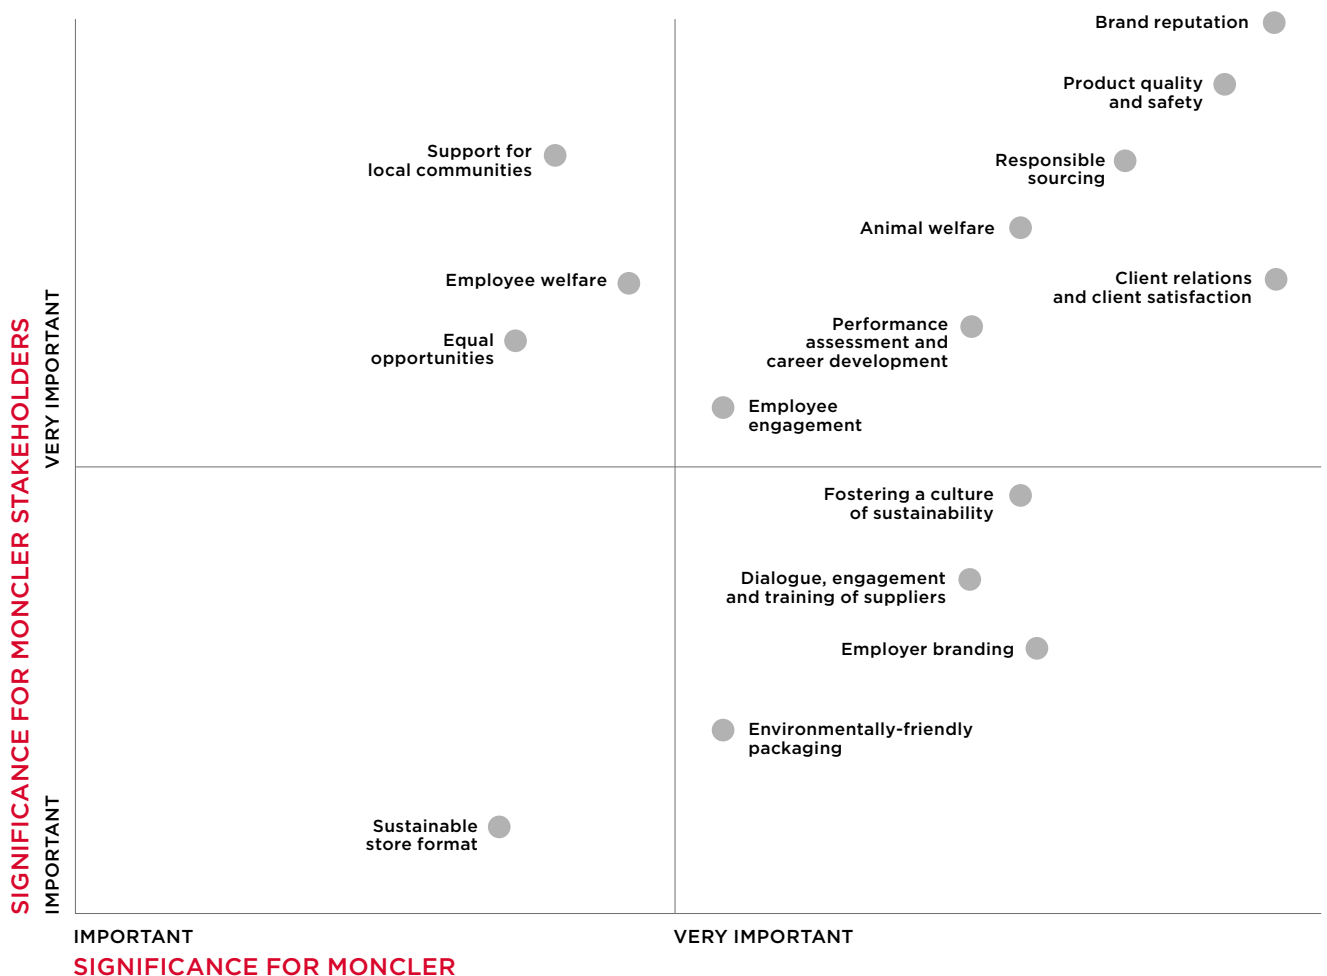 Brand reputation
Product quality
and safety
Support for
local communities
Responsible
sourcing
Animal welfare
Employee welfare
Client relations
and client satisfaction
Equal
opportunities
Performance
assessment and
career development
Employee
engagement
Fostering a culture
of sustainability
Dialogue, engagement
and training of suppliers
Employer branding
Environmentally-friendly
packaging
Sustainable
store format
SIGNIFICANCE FOR MONCLER STAKEHOLDERS
VERY IMPORTANT
IMPORTANT
IMPORTANT
VERY IMPORTANT
SIGNIFICANCE FOR MONCLER